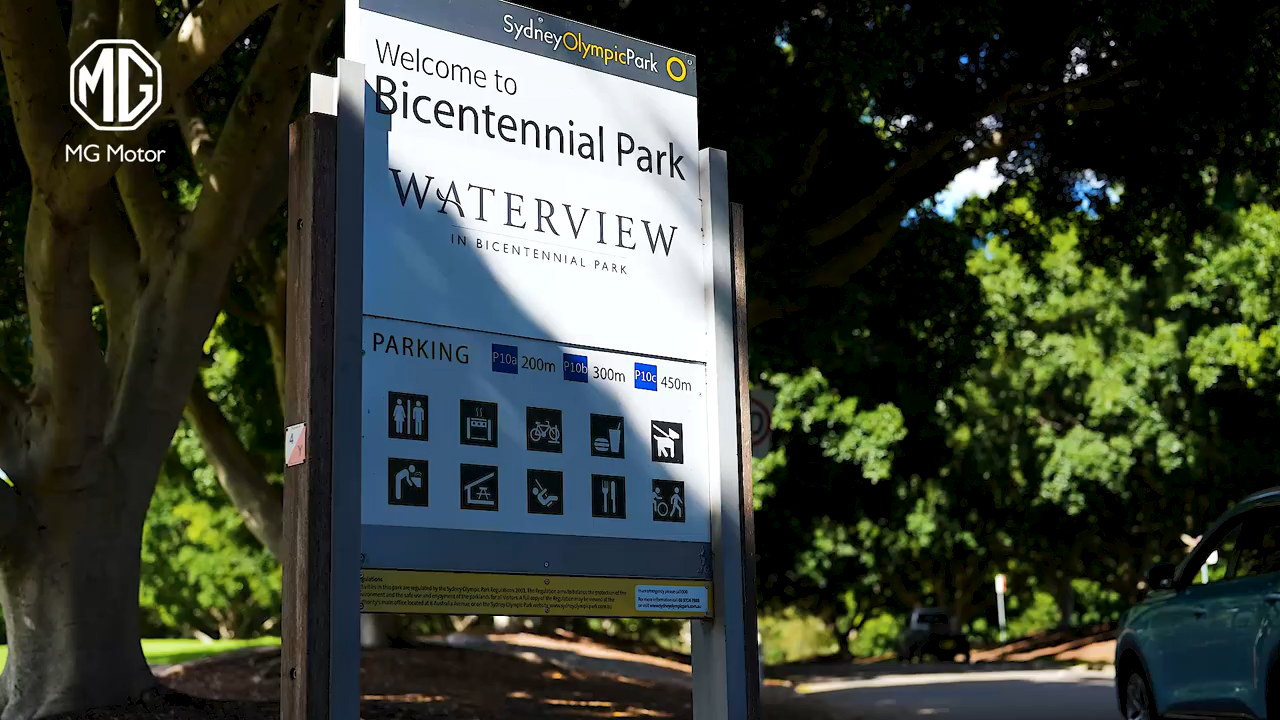 MG
MG Motor
SydneyOlympicPark
Welcome to
Bicentennial Park
WATERVIEW
IN BICENTENNIAL PARK
PARKING P10a 200m P10b 300m P10c 450m
4